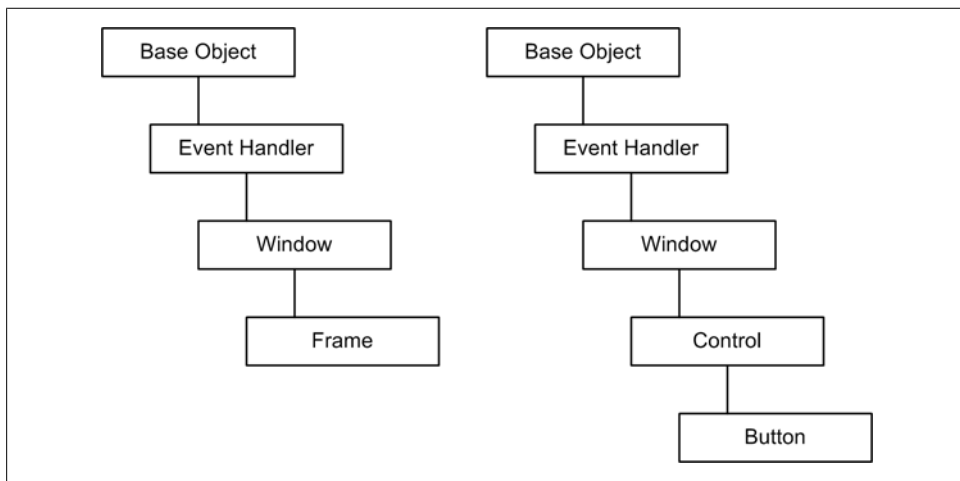 Base Object
Event Handler
Window
Frame
Base Object
Event Handler
Window
Control
Button